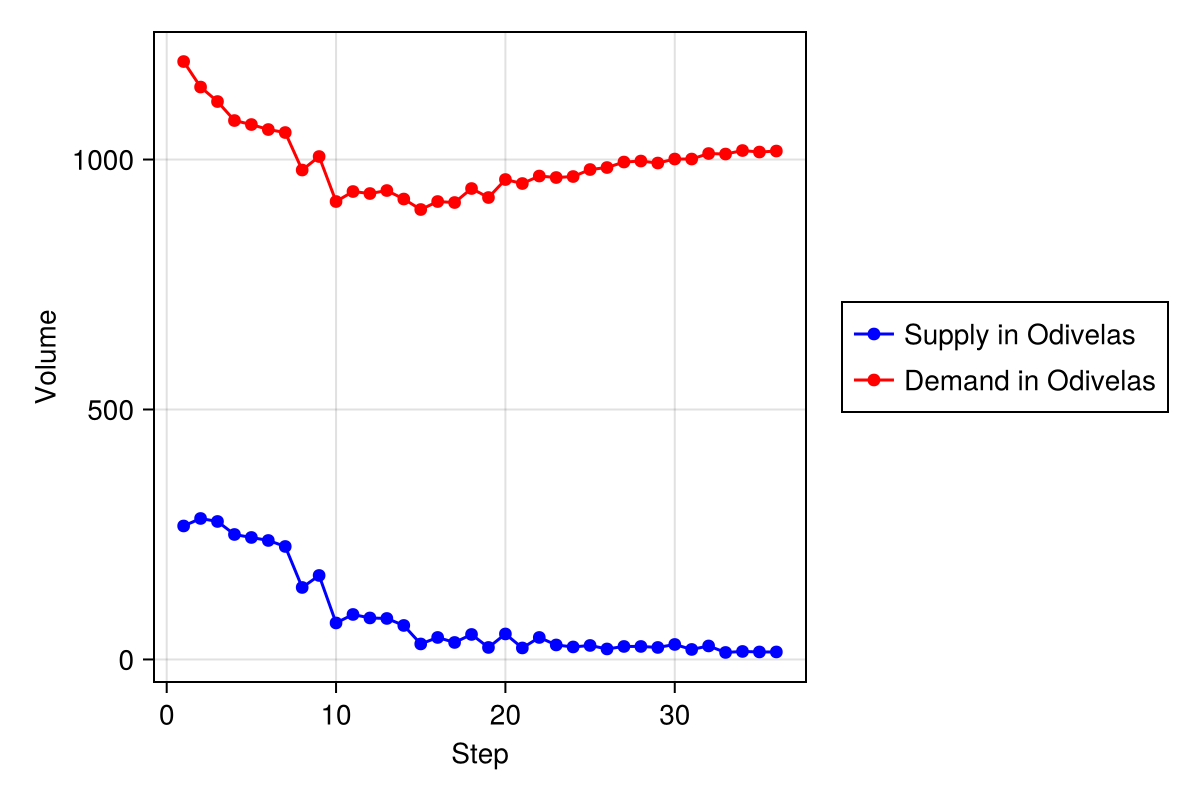 1000
500
0
Volume
0 10 20 30
Step
Supply in Odivelas
Demand in Odivelas